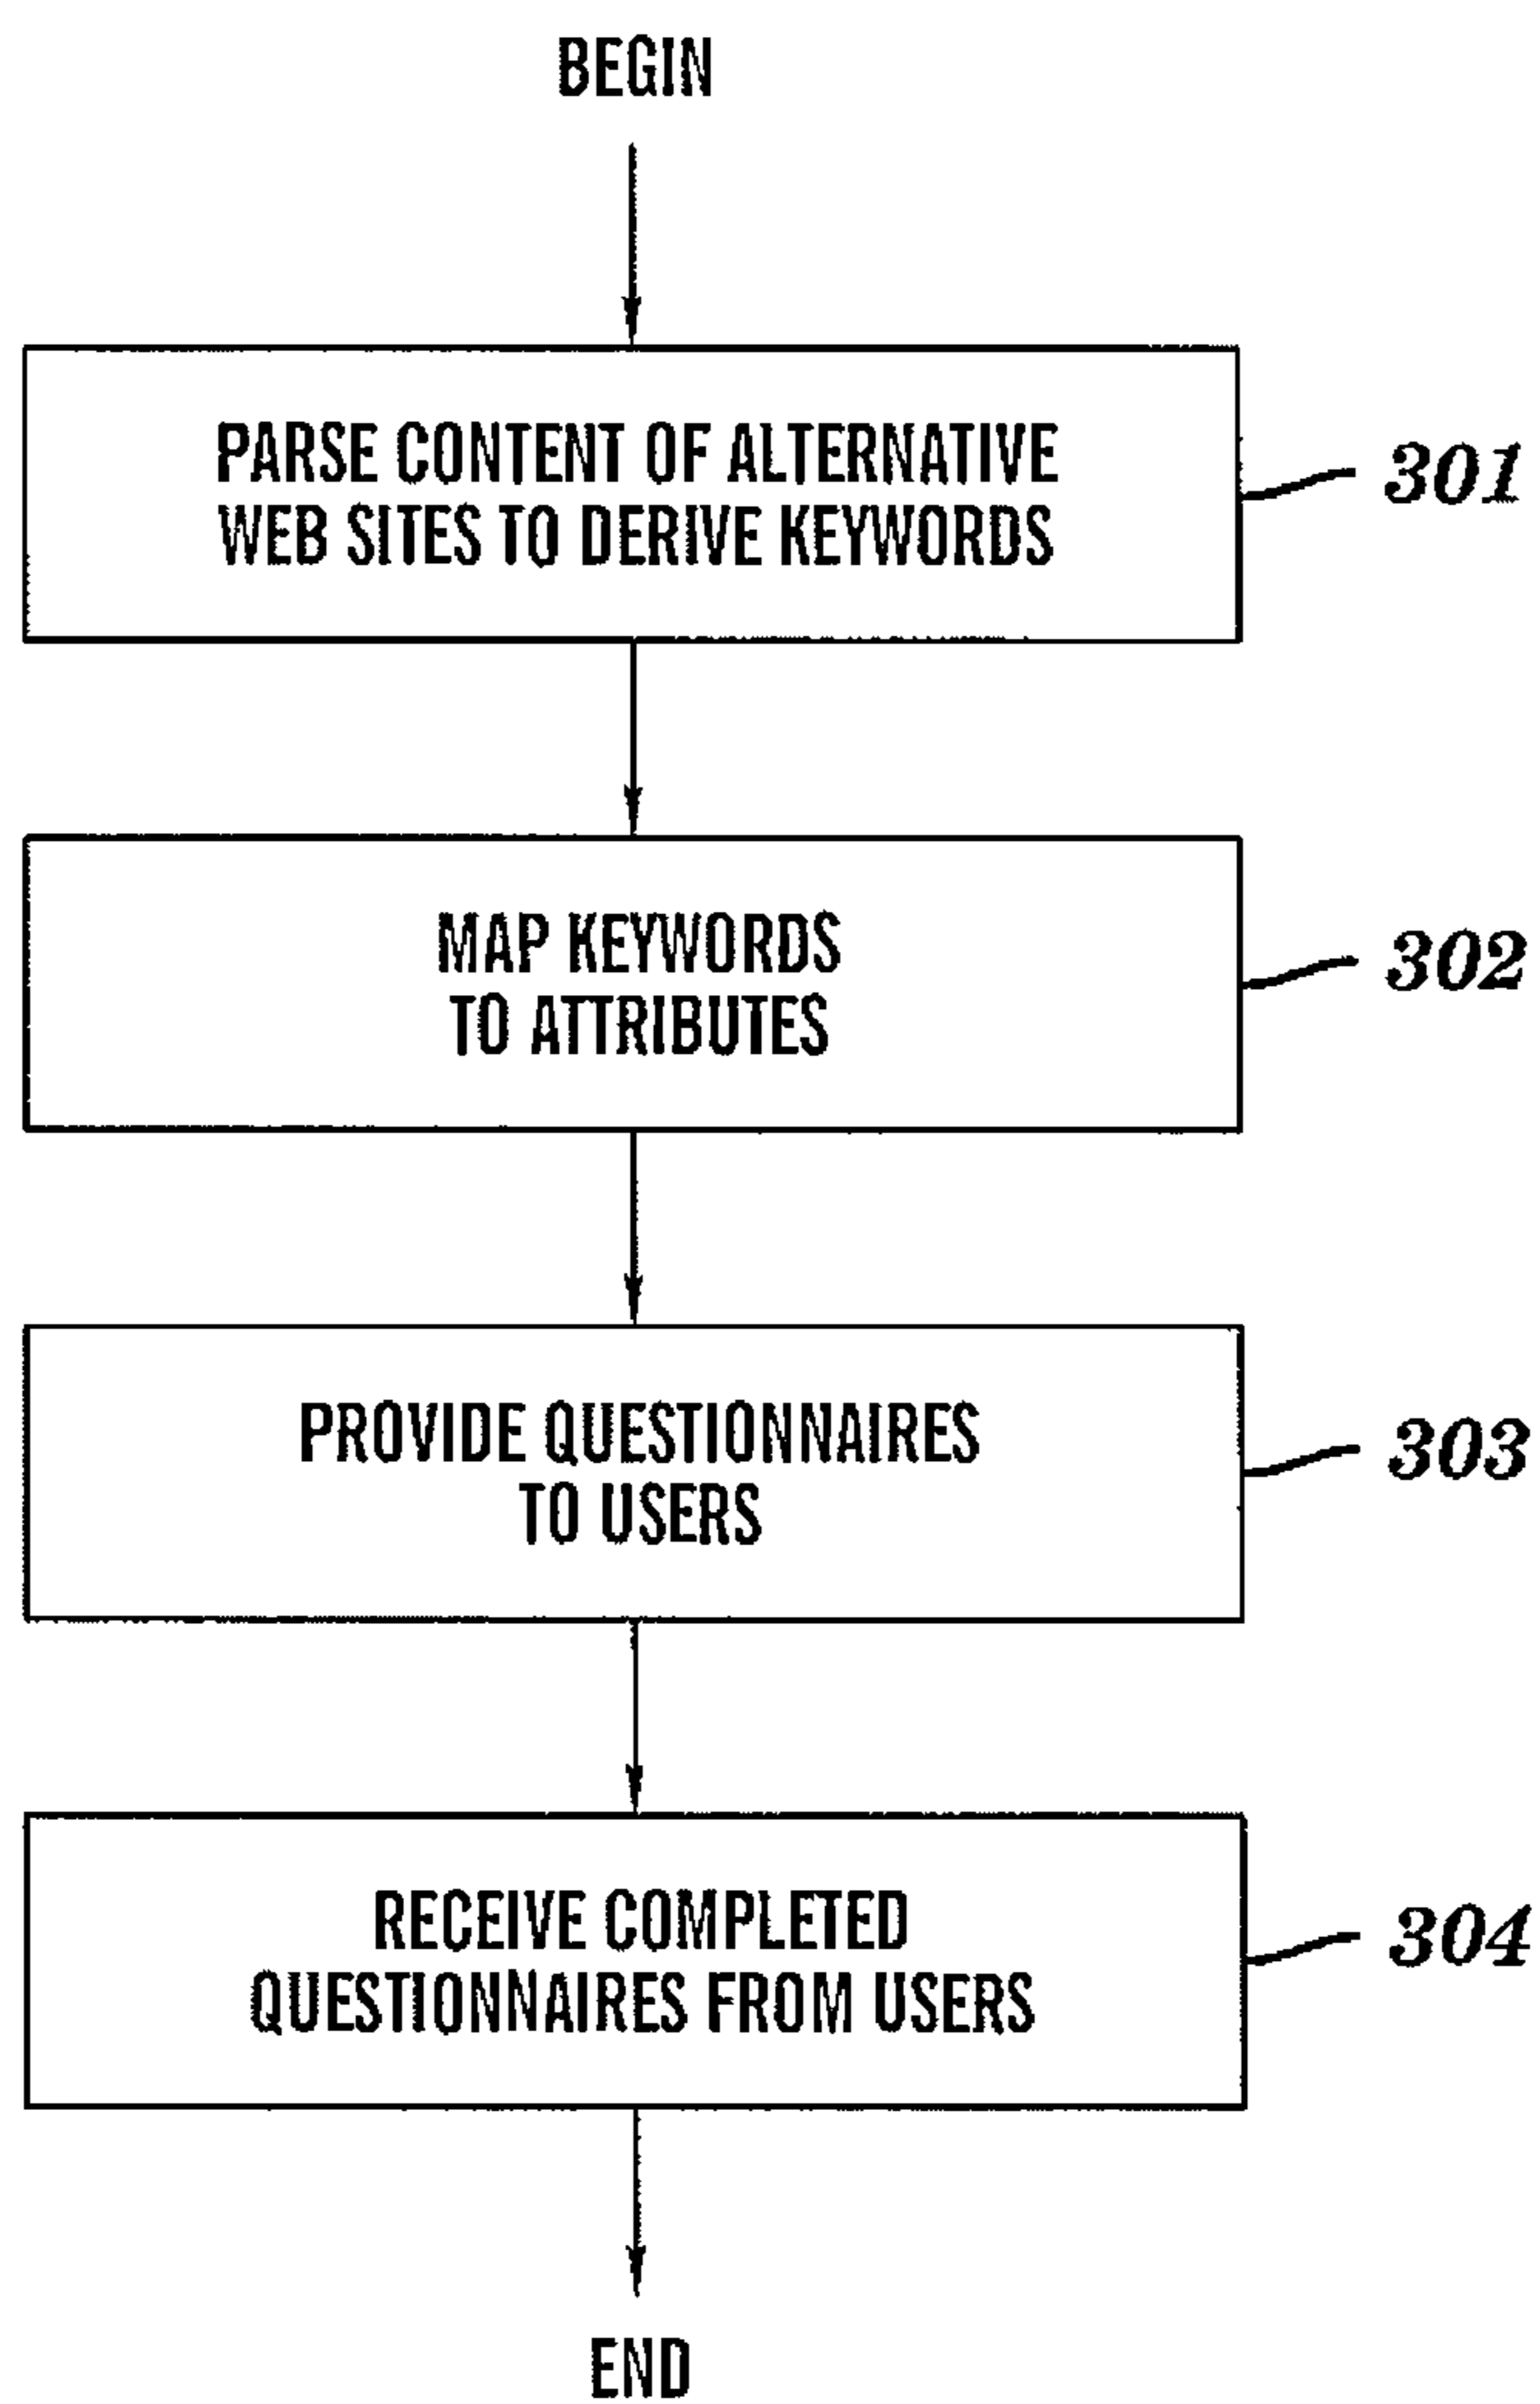 BEGIN
PARSE CONTENT OF ALTERNATIVE
WEB SITES TO DERIVE KEYWORDS
301
MAP KEYWORDS
TO ATTRIBUTES
302
PROVIDE QUESTIONNAIRES
TO USERS
303
RECEIVE COMPLETED
QUESTIONNAIRES FROM USERS
304
END